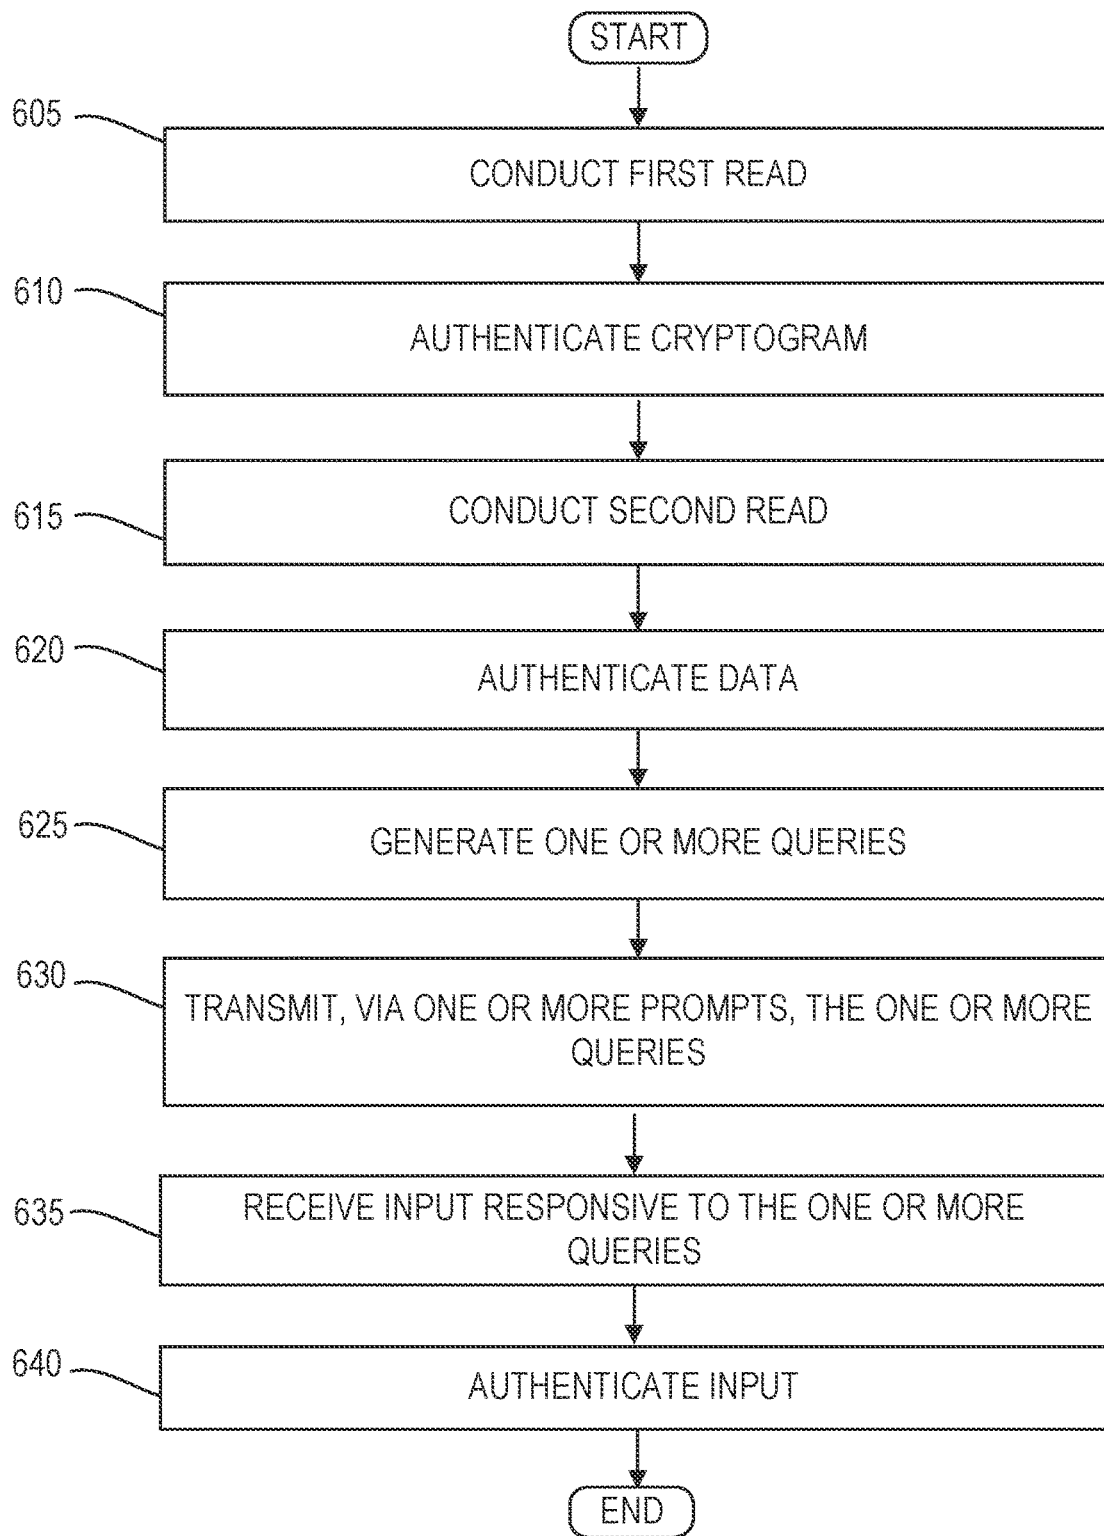 START
605
CONDUCT FIRST READ
610
AUTHENTICATE CRYPTOGRAM
615
CONDUCT SECOND READ
620
AUTHENTICATE DATA
625
GENERATE ONE OR MORE QUERIES
630
TRANSMIT, VIA ONE OR MORE PROMPTS, THE ONE OR MORE
QUERIES
635
RECEIVE INPUT RESPONSIVE TO THE ONE OR MORE
QUERIES
640
AUTHENTICATE INPUT
END